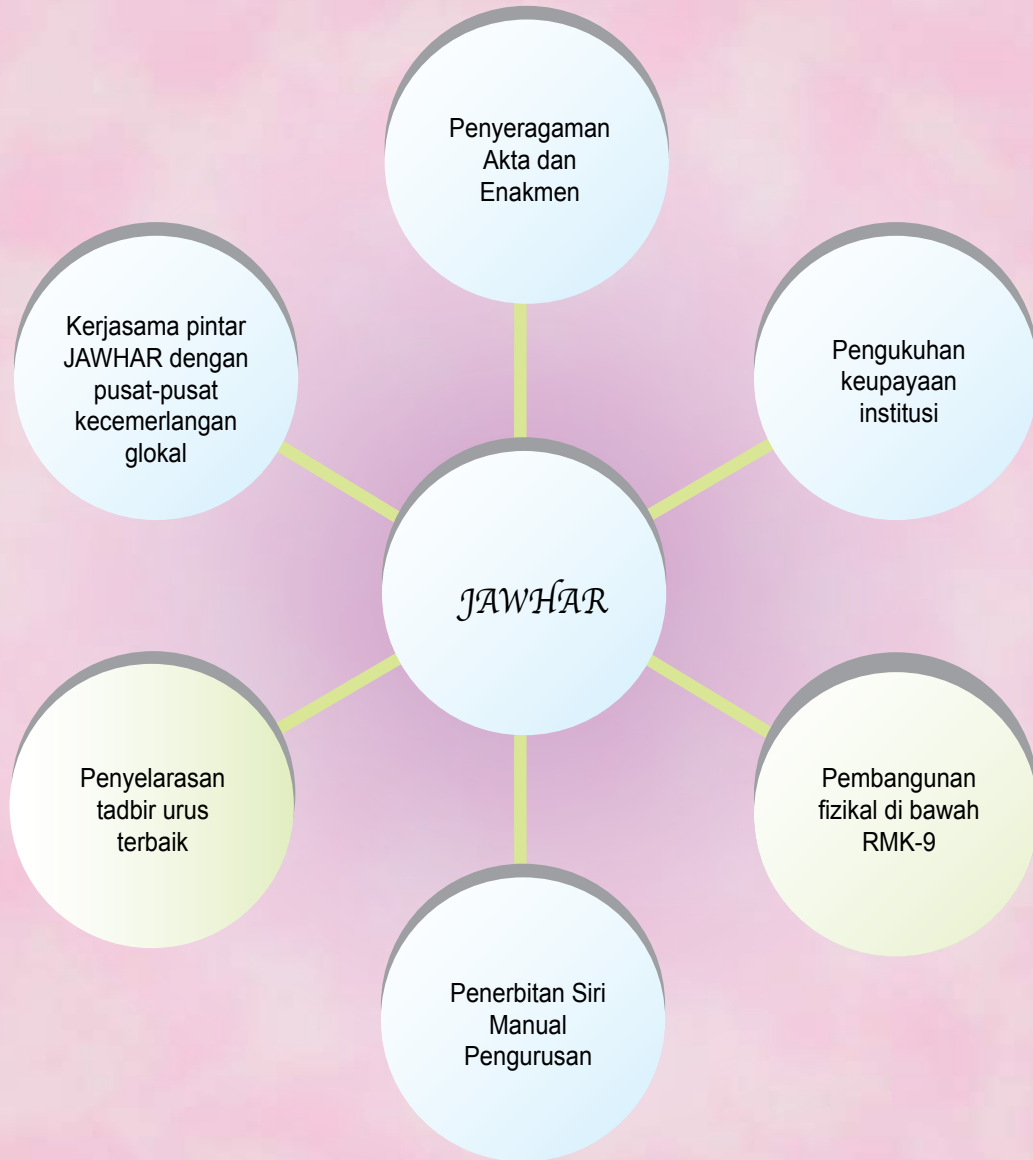 Penyeragaman
Akta dan
Enakmen
Kerjasama pintar
JAWHAR dengan
pusat-pusat
kecemerlangan
glokal
Pengukuhan
keupayaan
institusi
JAWHAR
Penyelarasan
tadbir urus
terbaik
Pembangunan
fizikal di bawah
RMK-9
Penerbitan Siri
Manual
Pengurusan